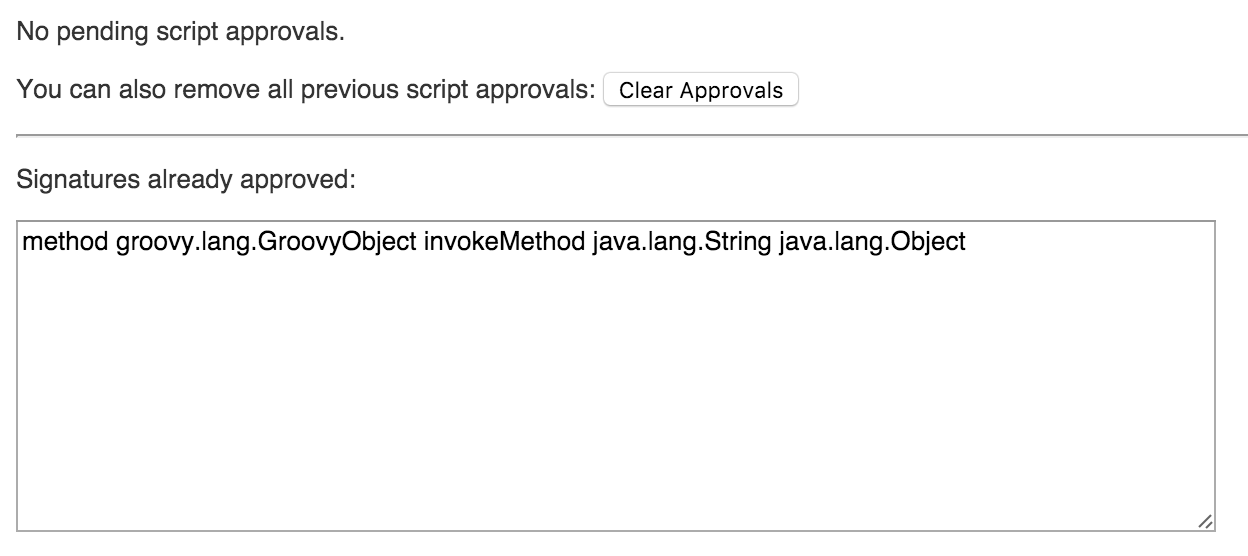 No pending script approvals.
You can also remove all previous script approvals: Clear Approvals
Signatures already approved:
method groovy.lang.GroovyObject invokeMethod java.lang.String java.lang.Object